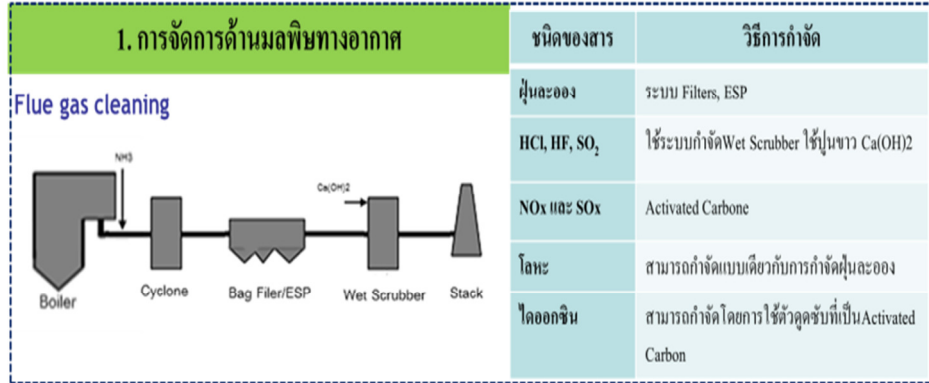 1. การจัดการด้านมลพิษทางอากาศ
Flue gas cleaning
NH3
Ca(OH)2
Boiler
Cyclone
Bag Filer/ESP
Wet Scrubber
Stack
ชนิดของสาร
วิธีการกำจัด
ฝุ่นละออง
ระบบ Filters, ESP
HCl, HF, SO2
ใช้ระบบกำจัดWet Scrubber ใช้ปูนขาว Ca(OH)2
NOx และ SOx
Activated Carbone
โลหะ
สามารถกำจัดแบบเดียวกับการกำจัดฝุ่นละออง
ไดออกซิน
สามารถกำจัดโดยการใช้ตัวดูดซับที่เป็นActivated
Carbon